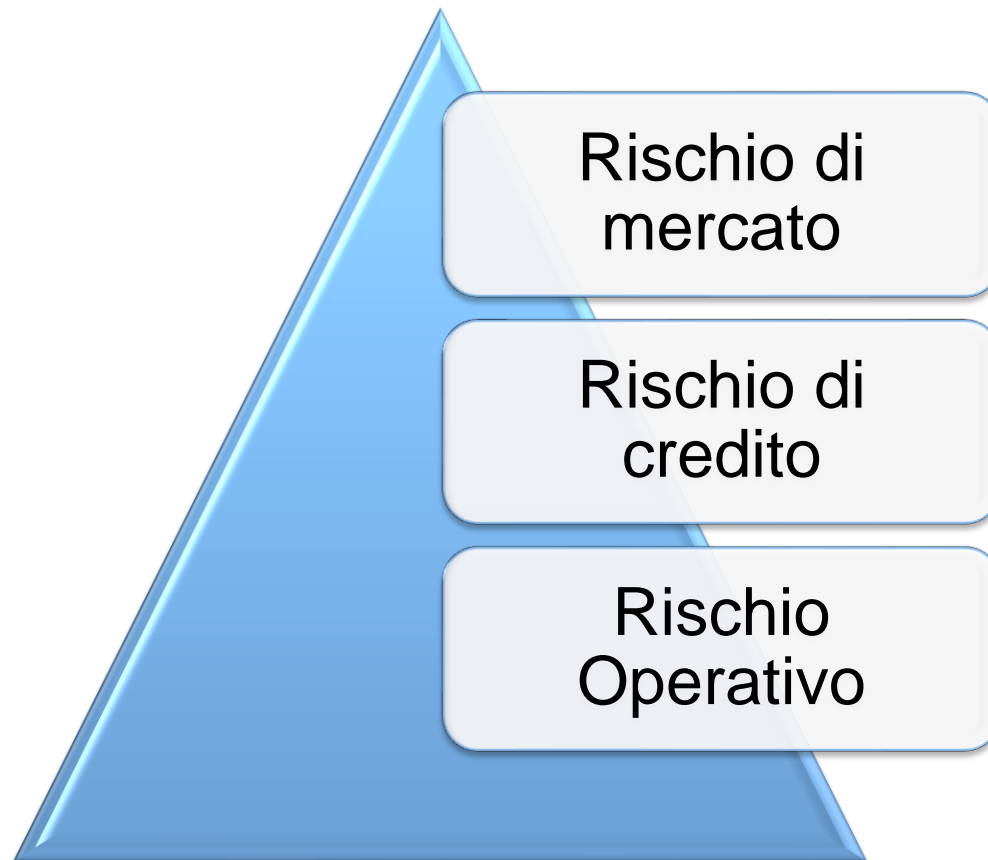 Rischio di
mercato
Rischio di
credito
Rischio
Operativo